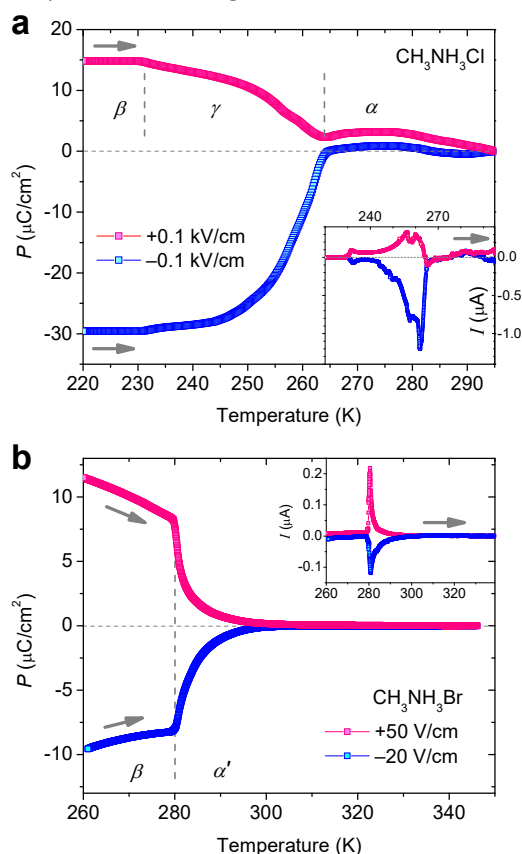 a
CH₃NH₃Cl
β
γ
α
P (μC/cm²)
20
10
0
-10
-20
-30
+0.1 kV/cm
–0.1 kV/cm
240
270
0.0
-0.5
-1.0
I (μA)
220 230 240 250 260 270 280 290
Temperature (K)
b
P (μC/cm²)
10
5
0
-5
-10
I (μA)
0.2
0.1
0.0
-0.1
260 280 300 320
CH₃NH₃Br
+50 V/cm
–20 V/cm
β
α'
260 280 300 320 340
Temperature (K)